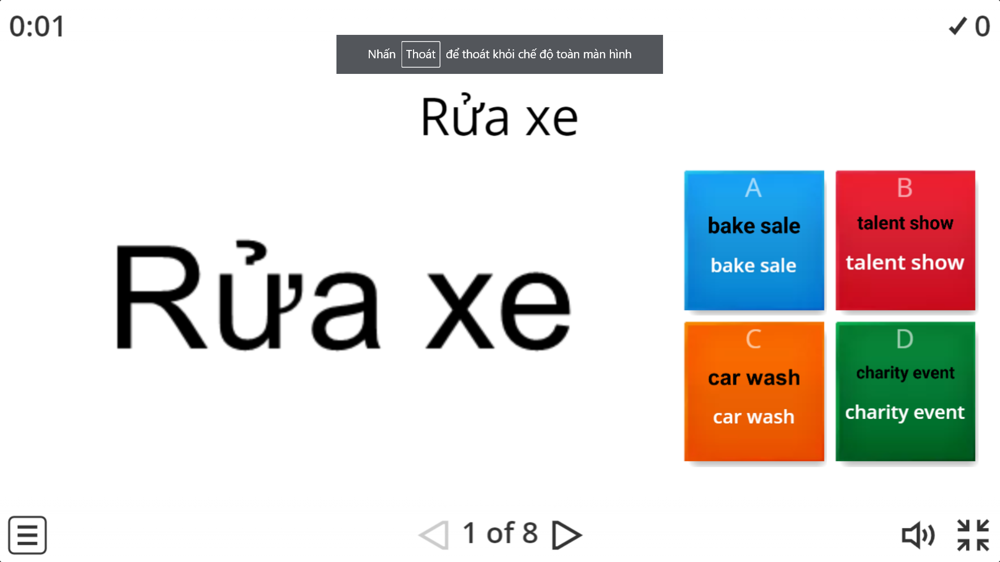 0:01
✓ 0
Nhấn Thoát để thoát khỏi chế độ toàn màn hình
Rửa xe
Rửa xe
A
bake sale
bake sale
B
talent show
talent show
C
car wash
car wash
D
charity event
charity event
1 of 8